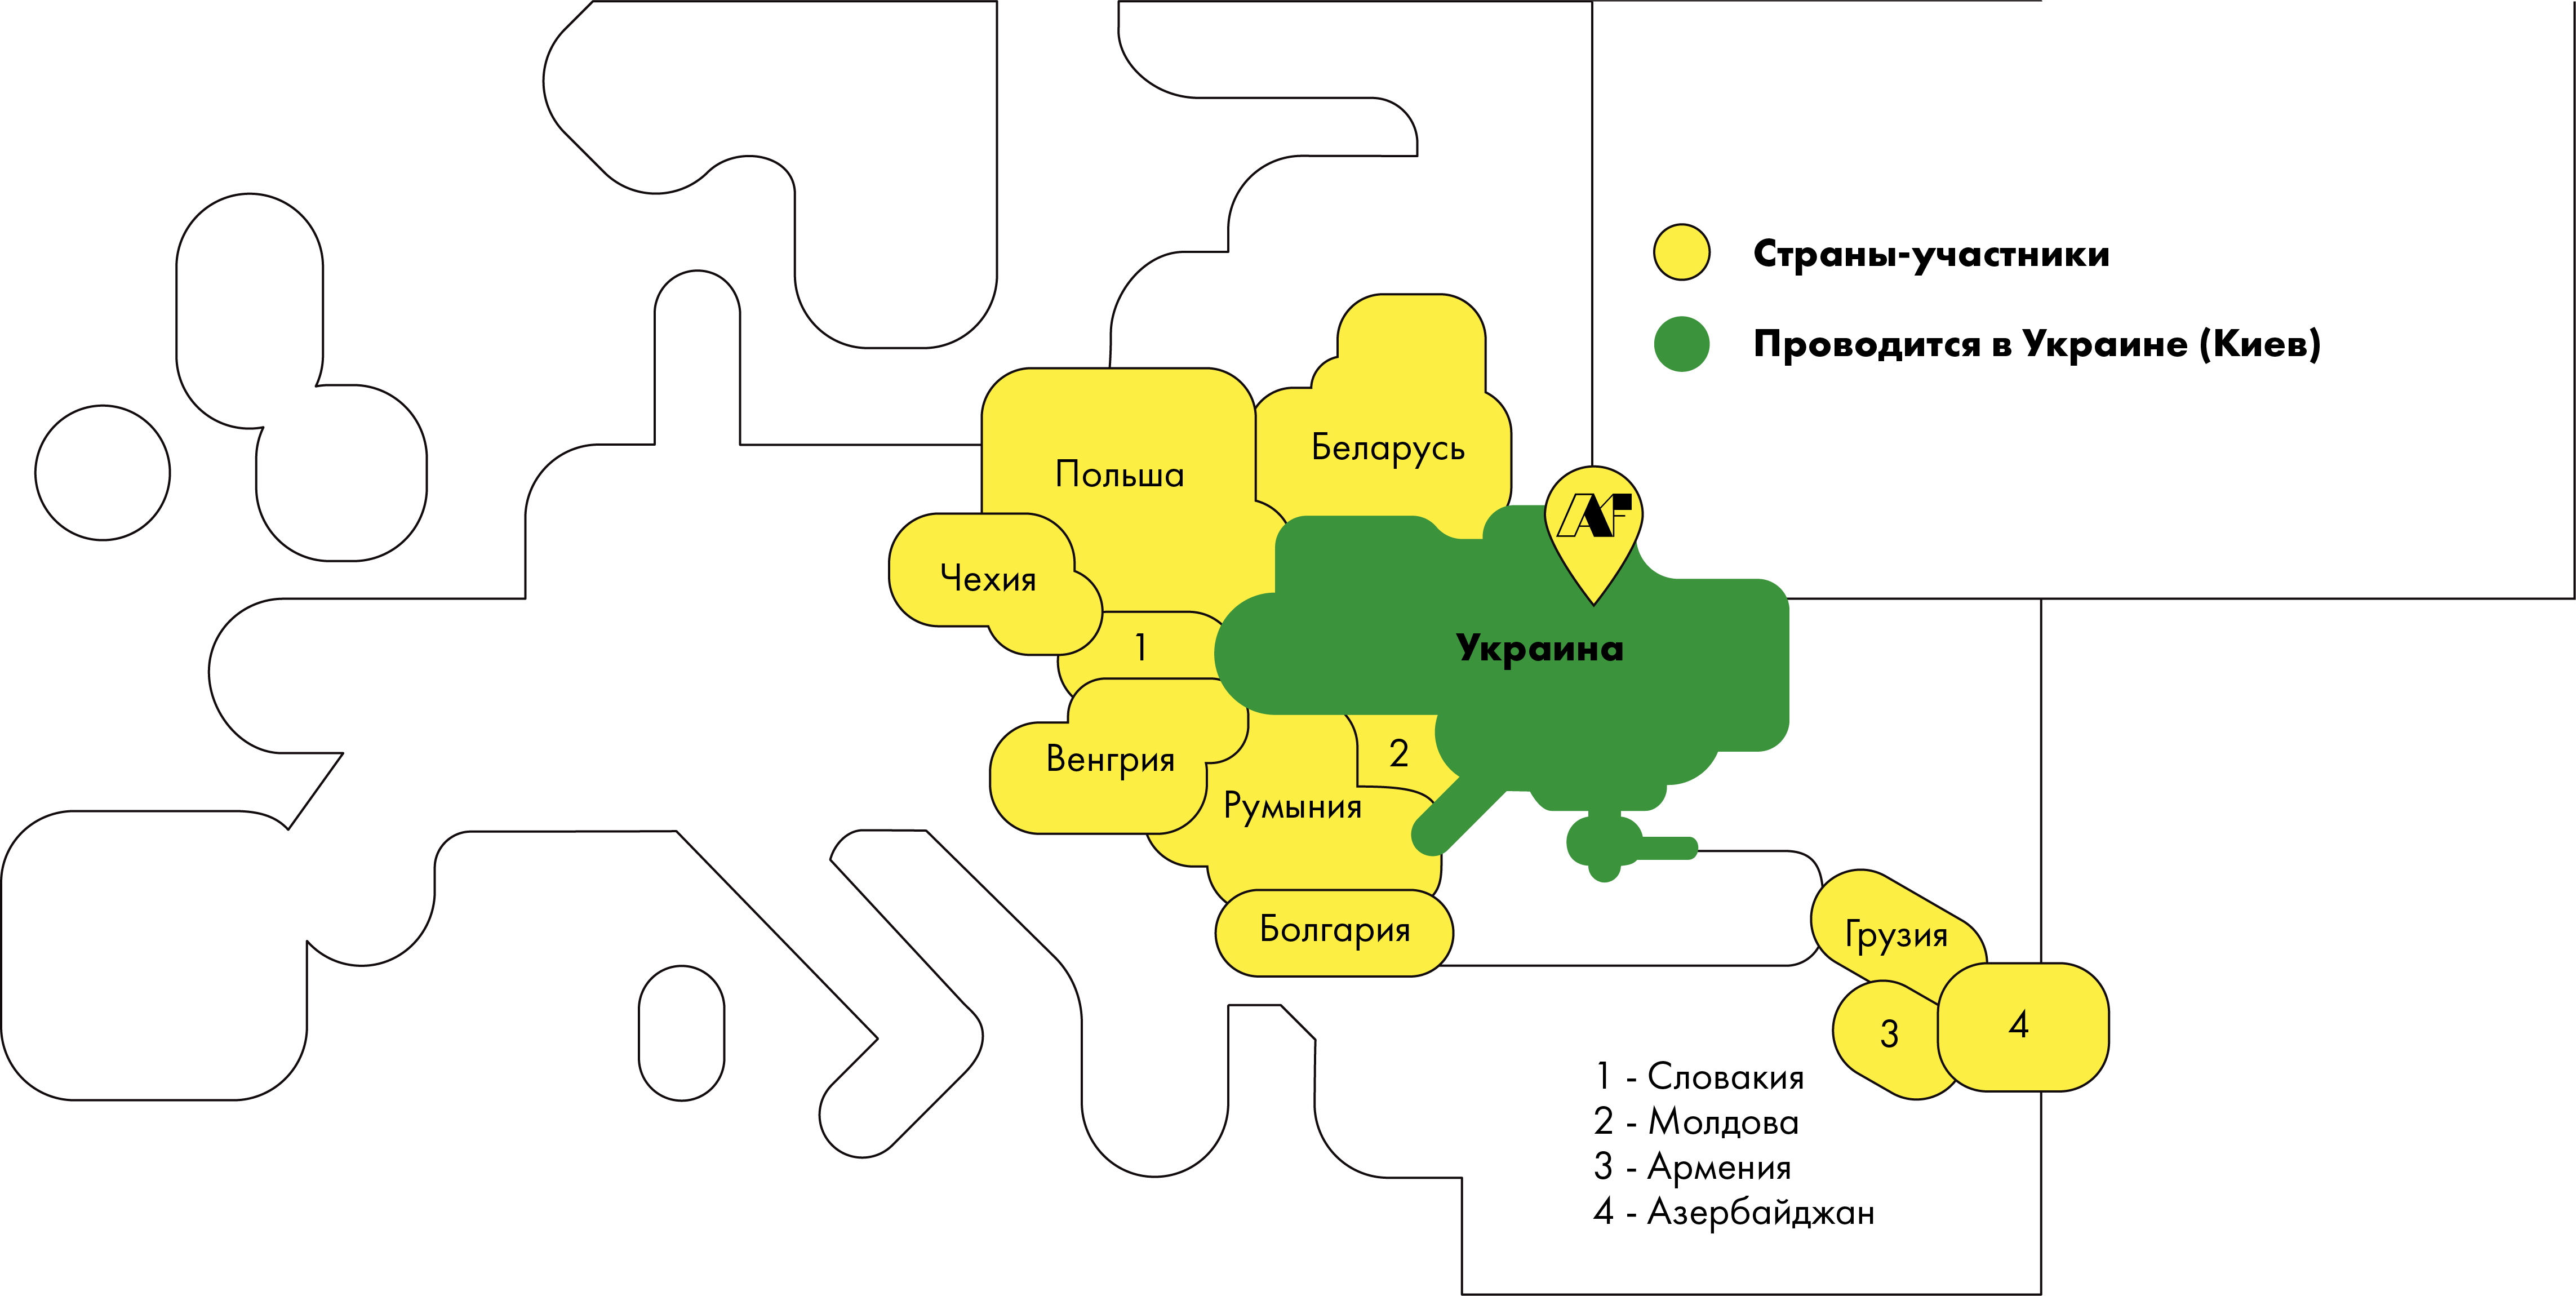 Страны-участники
Проводится в Украине (Киев)
Беларусь
Польша
AF
Чехия
1
Украина
2
Венгрия
Румыния
Болгария
Грузия
3
4
1 - Словакия
2 - Молдова
3 - Армения
4 - Азербайджан